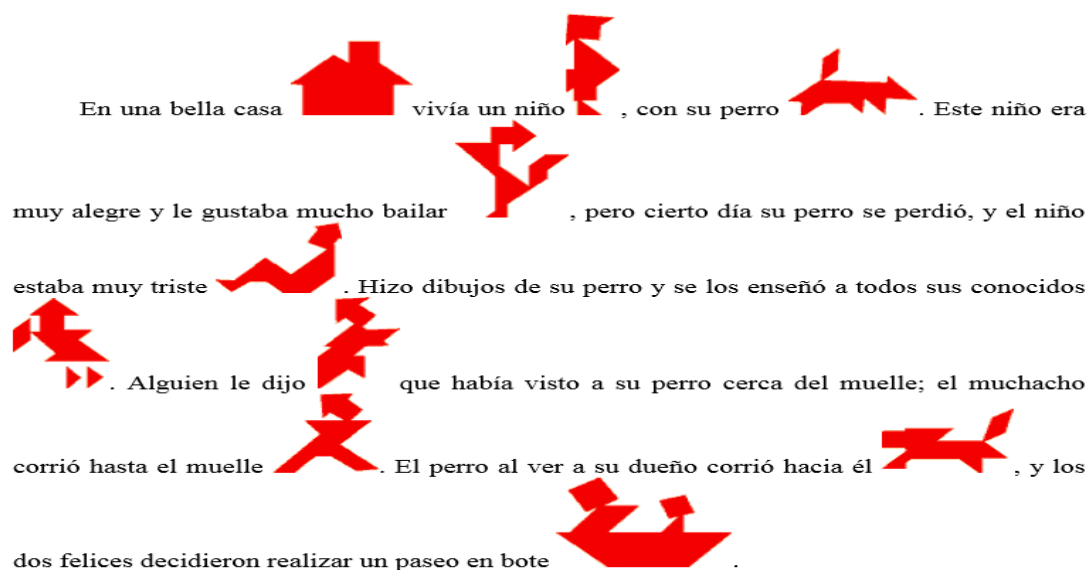 En una bella casa vivía un niño , con su perro . Este niño era
muy alegre y le gustaba mucho bailar , pero cierto día su perro se perdió, y el niño
estaba muy triste . Hizo dibujos de su perro y se los enseñó a todos sus conocidos
. Alguien le dijo que había visto a su perro cerca del muelle; el muchacho
corrió hasta el muelle . El perro al ver a su dueño corrió hacia él , y los
dos felices decidieron realizar un paseo en bote .